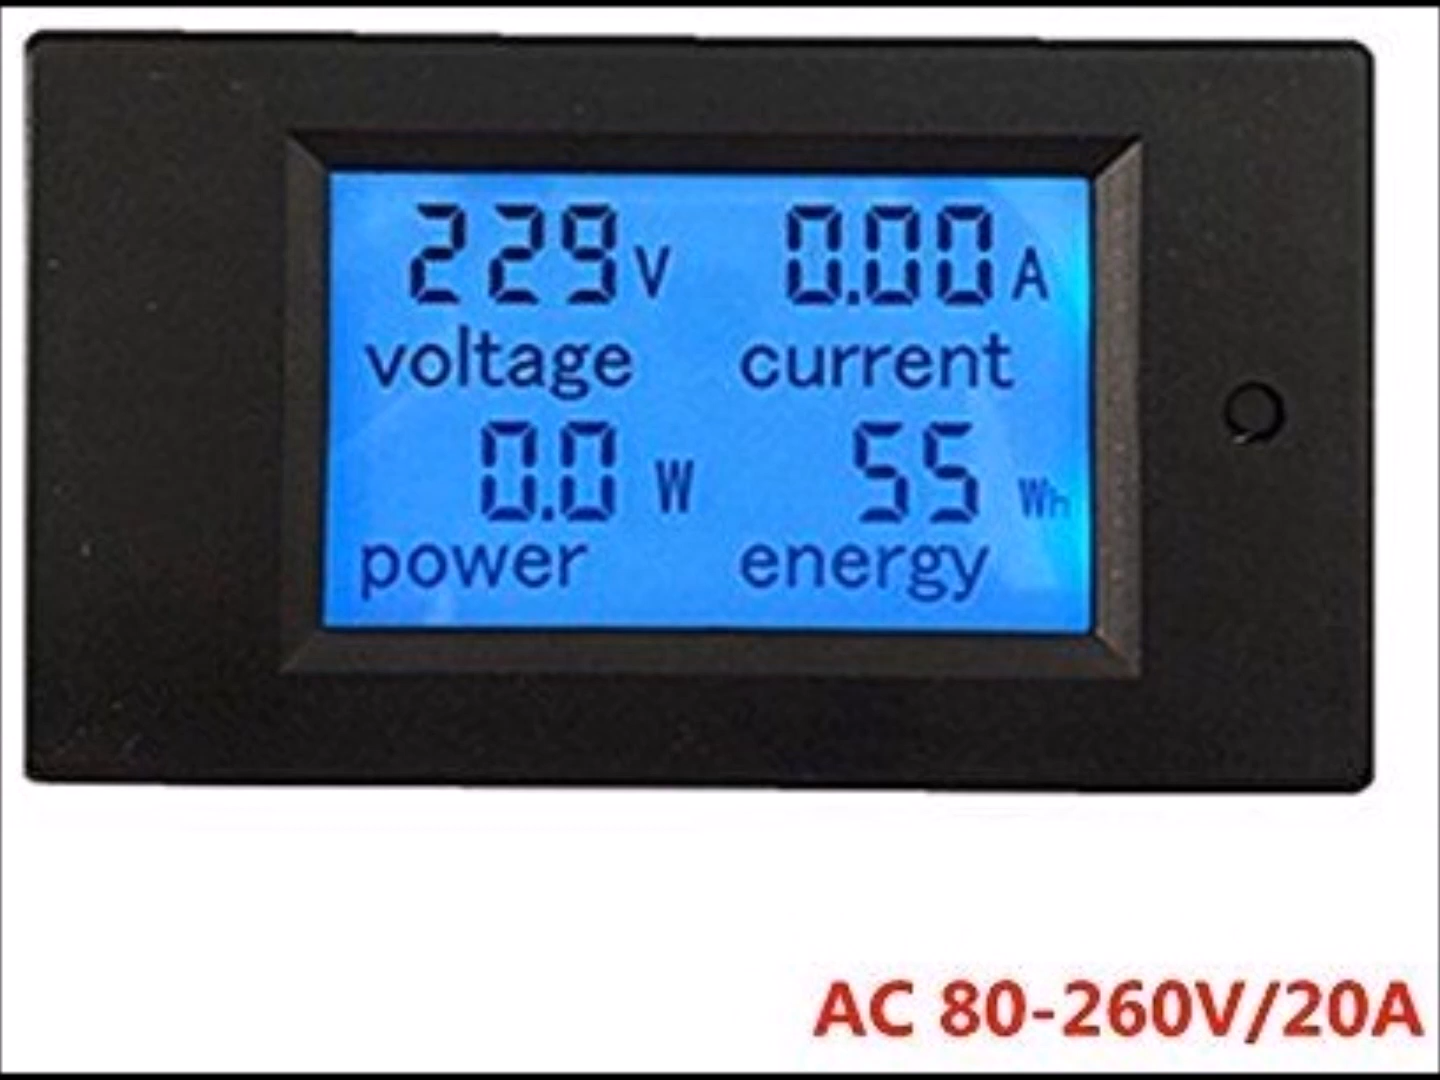 229V 0.00A
voltage current
0.0 W 55 Wh
power energy
AC 80-260V/20A